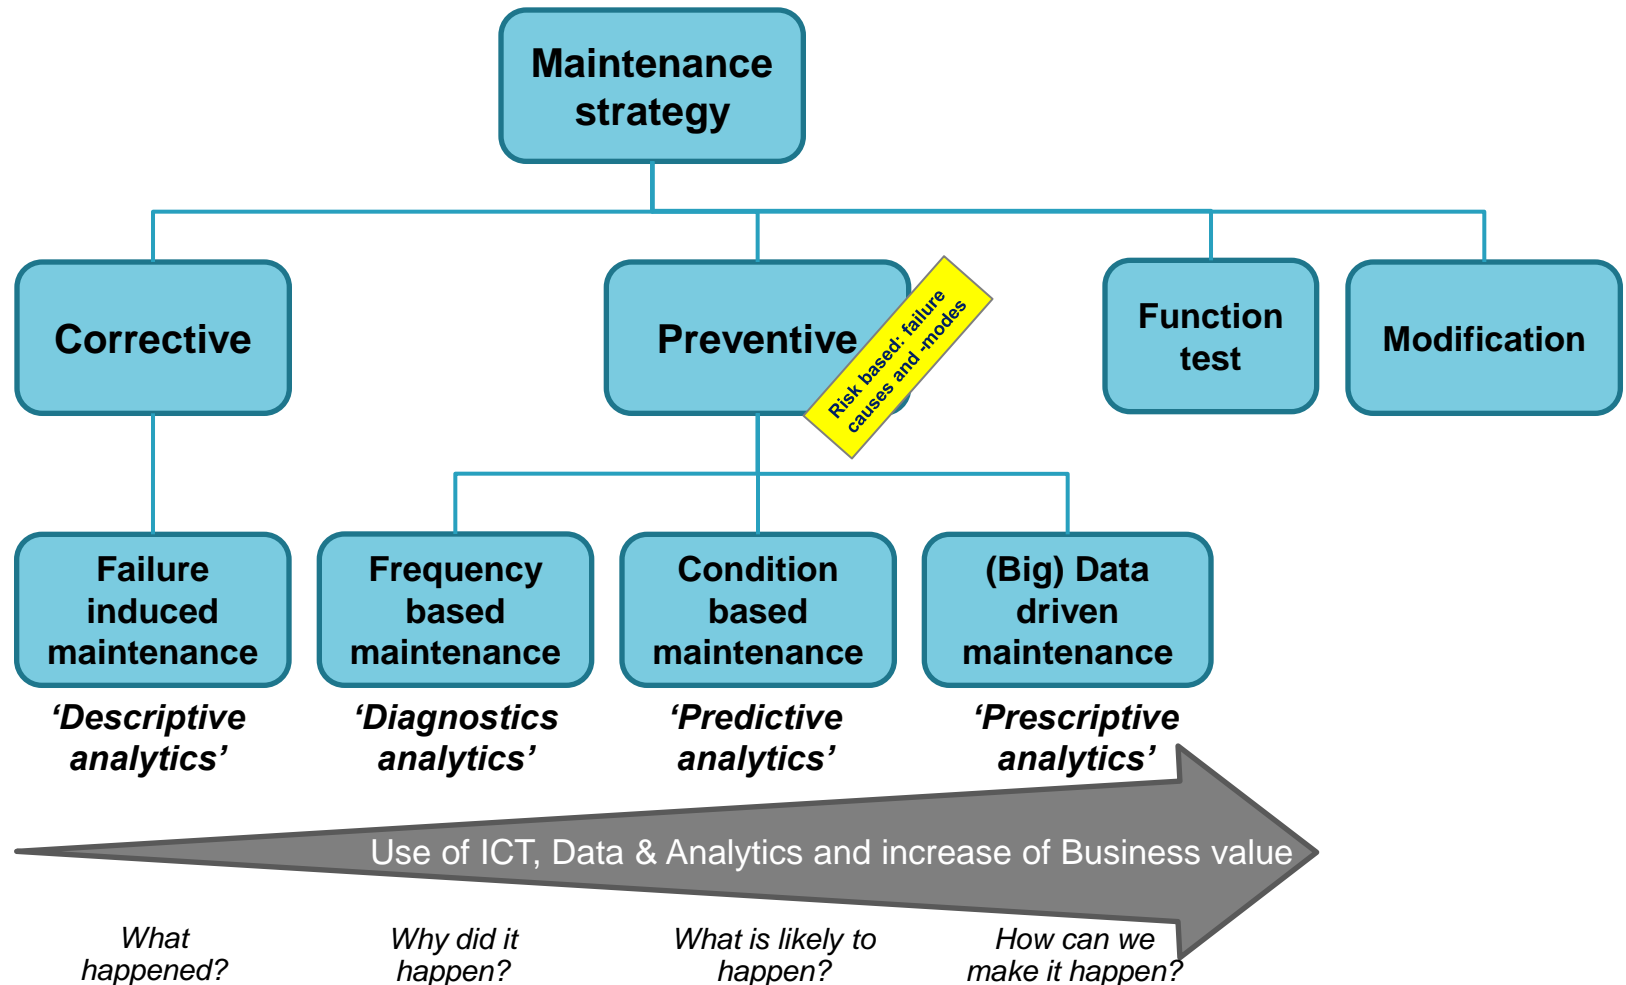 Maintenance
strategy
Corrective
Preventive
Risk based: failure
causes and -modes
Function
test
Modification
Failure
induced
maintenance
Frequency
based
maintenance
Condition
based
maintenance
(Big) Data
driven
maintenance
‘Descriptive
analytics’
‘Diagnostics
analytics’
‘Predictive
analytics’
‘Prescriptive
analytics’
Use of ICT, Data & Analytics and increase of Business value
What
happened?
Why did it
happen?
What is likely to
happen?
How can we
make it happen?